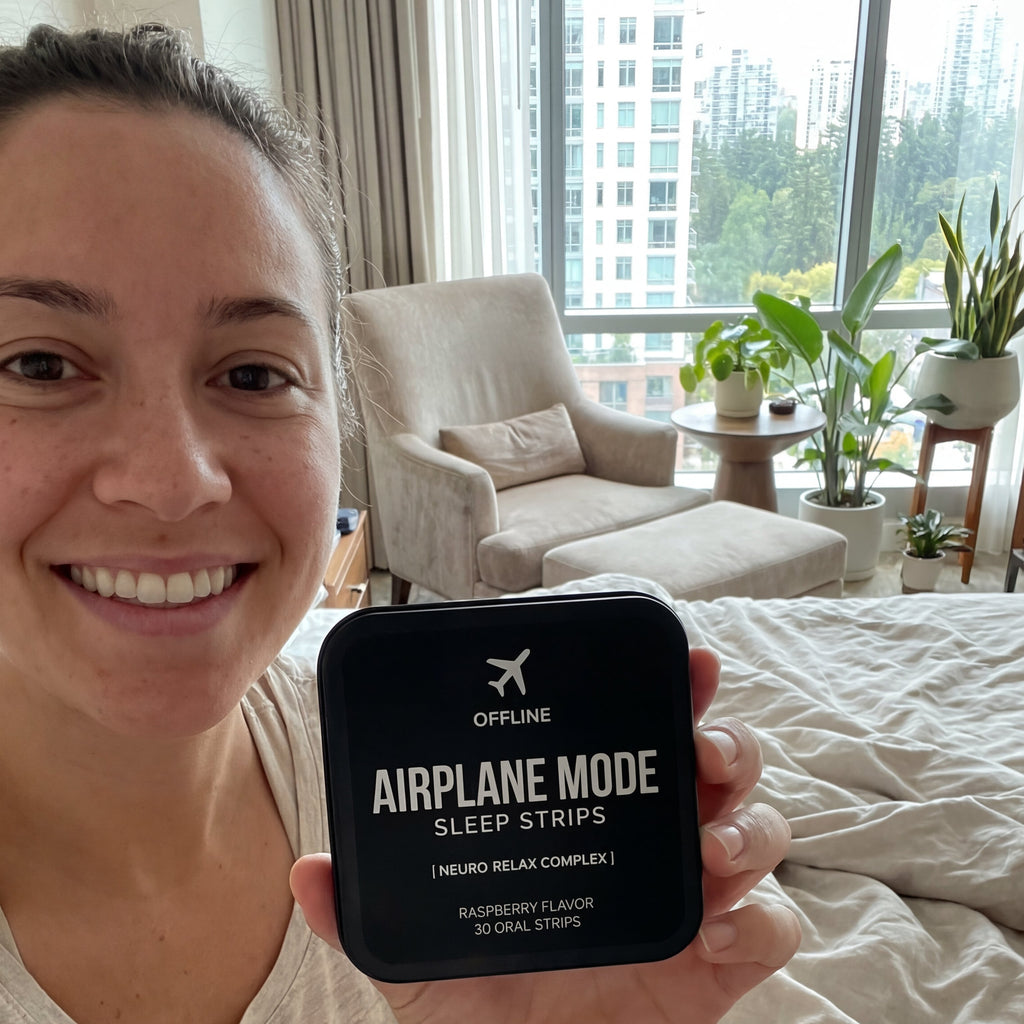 OFFLINE
AIRPLANE MODE
SLEEP STRIPS
[ NEURO RELAX COMPLEX ]
RASPBERRY FLAVOR
30 ORAL STRIPS